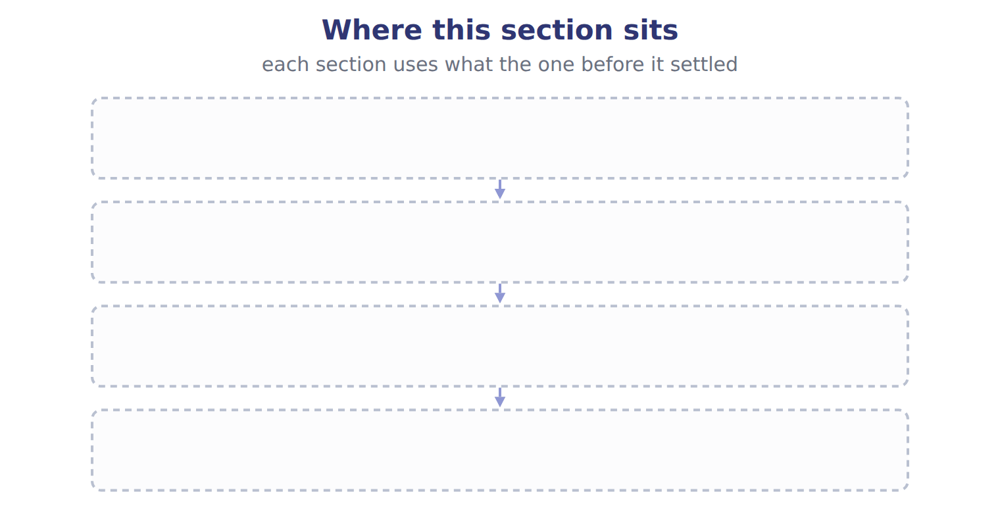 Where this section sits
each section uses what the one before it settled